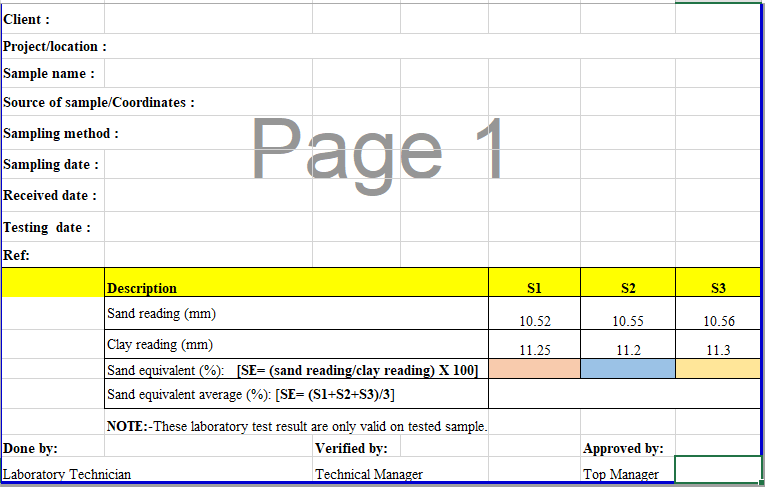 Client :
Project/location :
Sample name :
Source of sample/Coordinates :
Sampling method :
Page 1
Sampling date :
Received date :
Testing date :
Ref:
Description S1 S2 S3
Sand reading (mm) 10.52 10.55 10.56
Clay reading (mm) 11.25 11.2 11.3
Sand equivalent (%): [SE= (sand reading/clay reading) X 100]
Sand equivalent average (%): [SE= (S1+S2+S3)/3]
NOTE:-These laboratory test result are only valid on tested sample.
Done by: Verified by: Approved by:
Laboratory Technician Technical Manager Top Manager